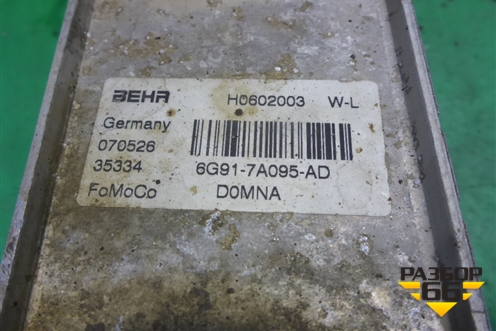 BEHR H0602003 W-L
Germany
070526
35334 6G91-7A095-AD
FoMoCo D0MNA
РАЗБОР
66